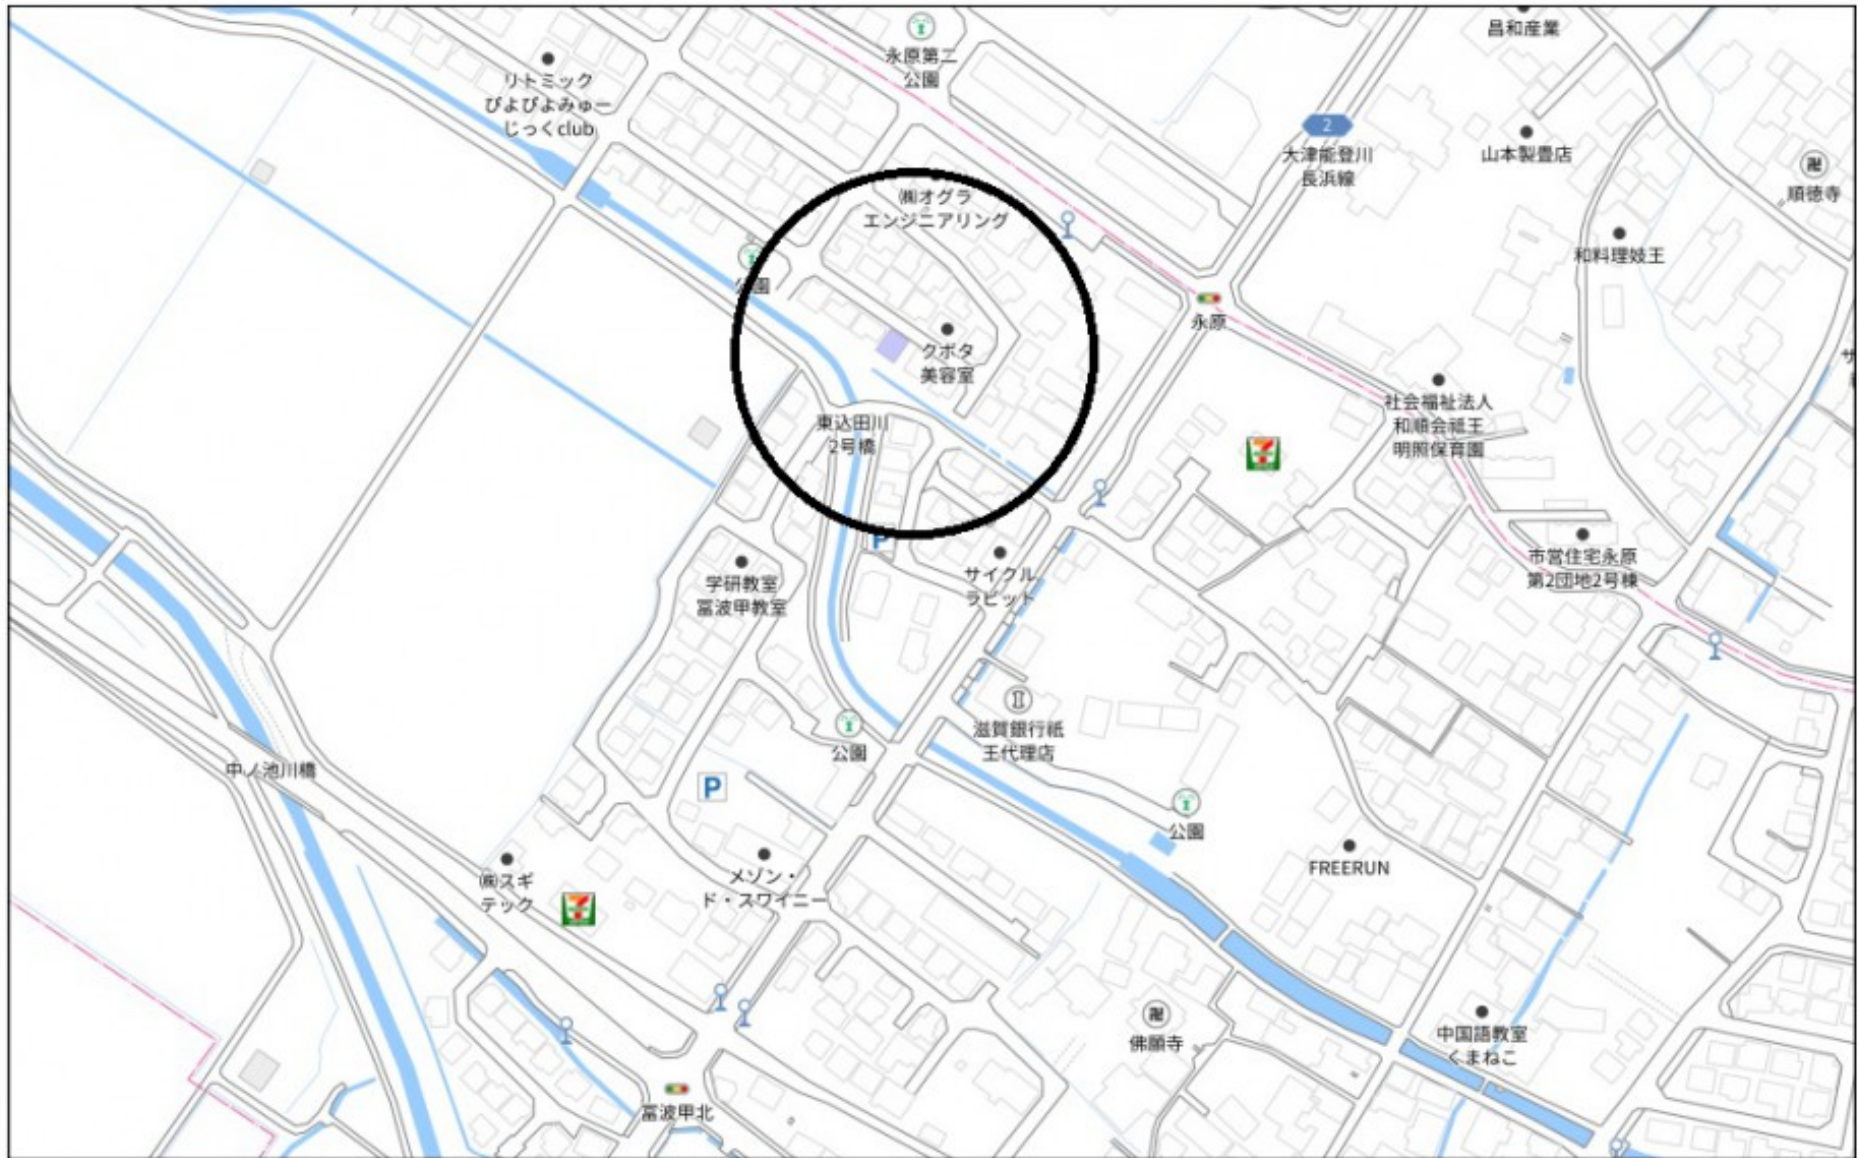 昌和産業
永原第二
公園
リトミック
ぴよぴよみゅー
じっくclub
2
大津能登川
長浜線
山本製畳店
順徳寺
㈱オグラ
エンジニアリング
和料理妓王
公園
永原
クボタ
美容室
社会福祉法人
和順会祗王
明照保育園
東込田川
2号橋
7
P
市営住宅永原
第2団地2号棟
学研教室
冨波甲教室
サイクル
ラビット
滋賀銀行祗
王代理店
公園
中ノ池川橋
P
公園
FREERUN
㈱スギ
テック
メゾン・
ド・スワイニー
7
佛願寺
中国語教室
くまねこ
冨波甲北